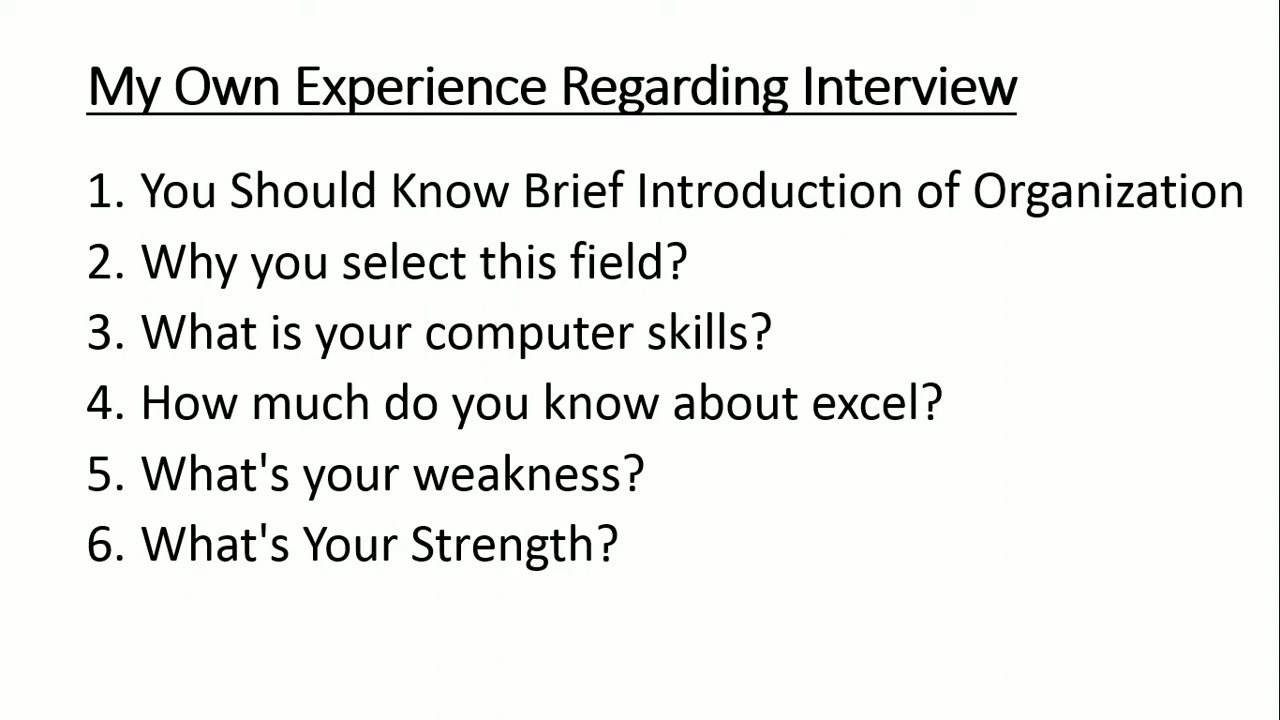 My Own Experience Regarding Interview
1. You Should Know Brief Introduction of Organization
2. Why you select this field?
3. What is your computer skills?
4. How much do you know about excel?
5. What's your weakness?
6. What's Your Strength?